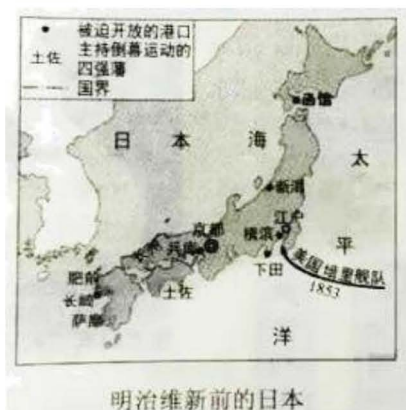 被迫开放的港口
土佐 主持倒幕运动的
四强藩
国界
函馆
日本海
太平洋
新潟
江户
京都
横滨
长州
兵库
下田
美国培里舰队
1853
肥前
长崎
土佐
萨摩
明治维新前的日本